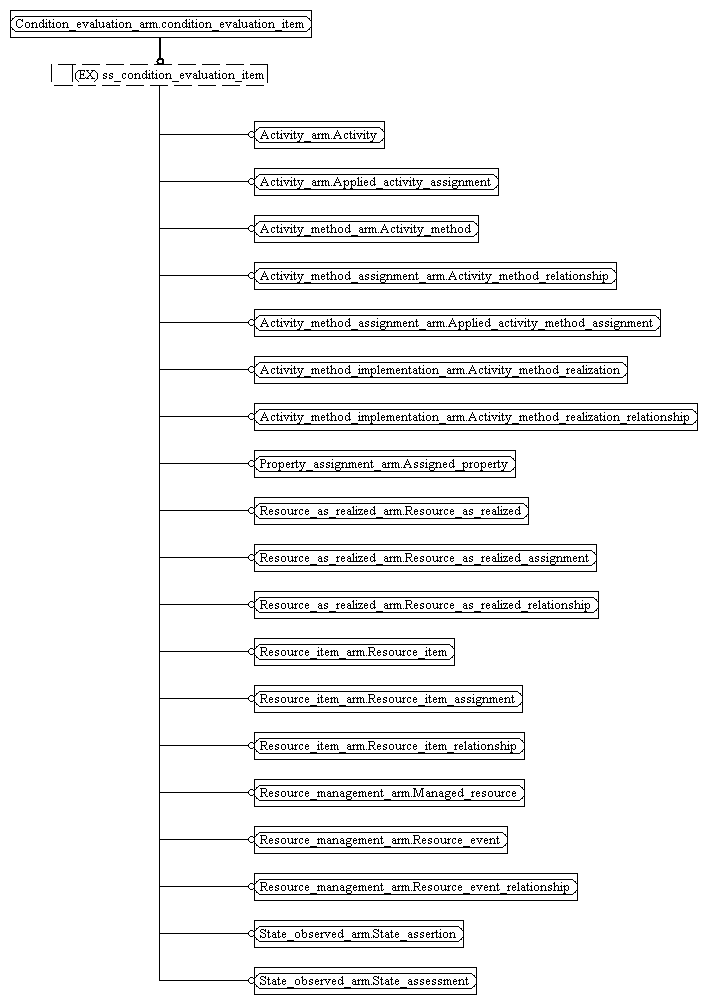 Condition_evaluation_arm.condition_evaluation_item
(EX) ss_condition_evaluation_item
Activity_arm.Activity
Activity_arm.Applied_activity_assignment
Activity_method_arm.Activity_method
Activity_method_assignment_arm.Activity_method_relationship
Activity_method_assignment_arm.Applied_activity_method_assignment
Activity_method_implementation_arm.Activity_method_realization
Activity_method_implementation_arm.Activity_method_realization_relationship
Property_assignment_arm.Assigned_property
Resource_as_realized_arm.Resource_as_realized
Resource_as_realized_arm.Resource_as_realized_assignment
Resource_as_realized_arm.Resource_as_realized_relationship
Resource_item_arm.Resource_item
Resource_item_arm.Resource_item_assignment
Resource_item_arm.Resource_item_relationship
Resource_management_arm.Managed_resource
Resource_management_arm.Resource_event
Resource_management_arm.Resource_event_relationship
State_observed_arm.State_assertion
State_observed_arm.State_assessment